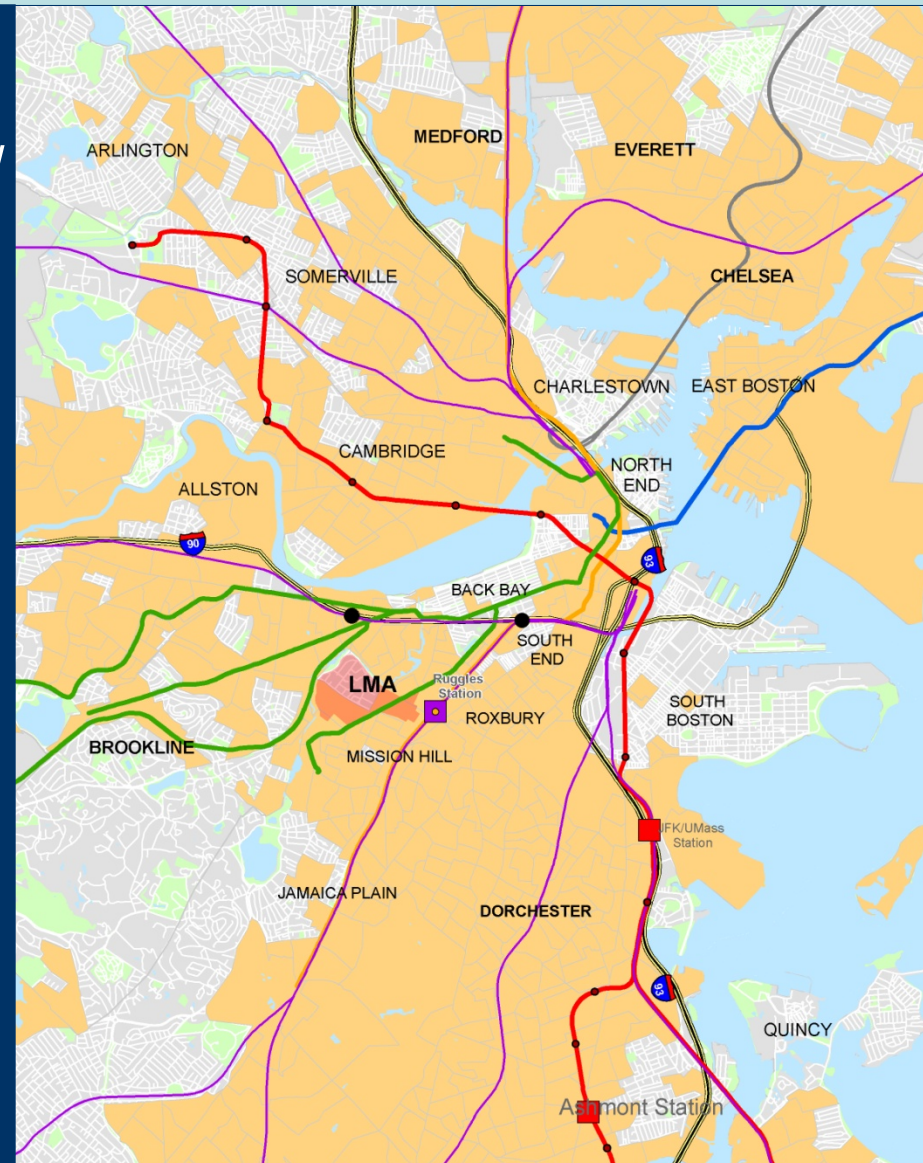 MEDFORD
ARLINGTON
EVERETT
SOMERVILLE
CHELSEA
CHARLESTOWN
EAST BOSTON
CAMBRIDGE
NORTH
END
ALLSTON
90
93
BACK BAY
SOUTH
END
LMA
Ruggles
Station
ROXBURY
SOUTH
BOSTON
BROOKLINE
MISSION HILL
JFK/UMass
Station
JAMAICA PLAIN
DORCHESTER
93
QUINCY
Ashmont Station